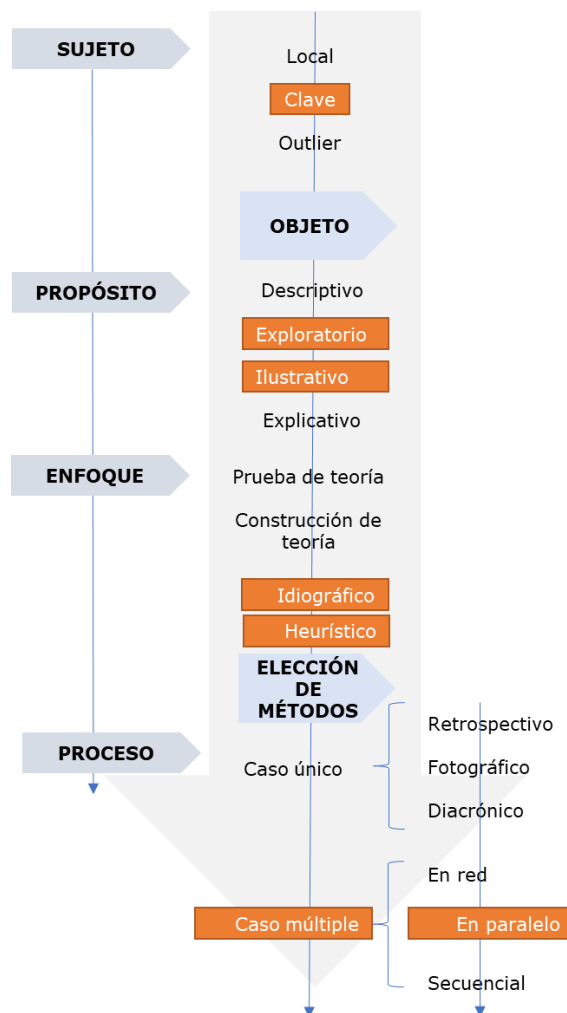 SUJETO
Local
Clave
Outlier
OBJETO
PROPÓSITO
Descriptivo
Exploratorio
Ilustrativo
Explicativo
ENFOQUE
Prueba de teoría
Construcción de
teoría
Idiográfico
Heurístico
ELECCIÓN
DE
MÉTODOS
PROCESO
Caso único
Retrospectivo
Fotográfico
Diacrónico
En red
Caso múltiple
En paralelo
Secuencial